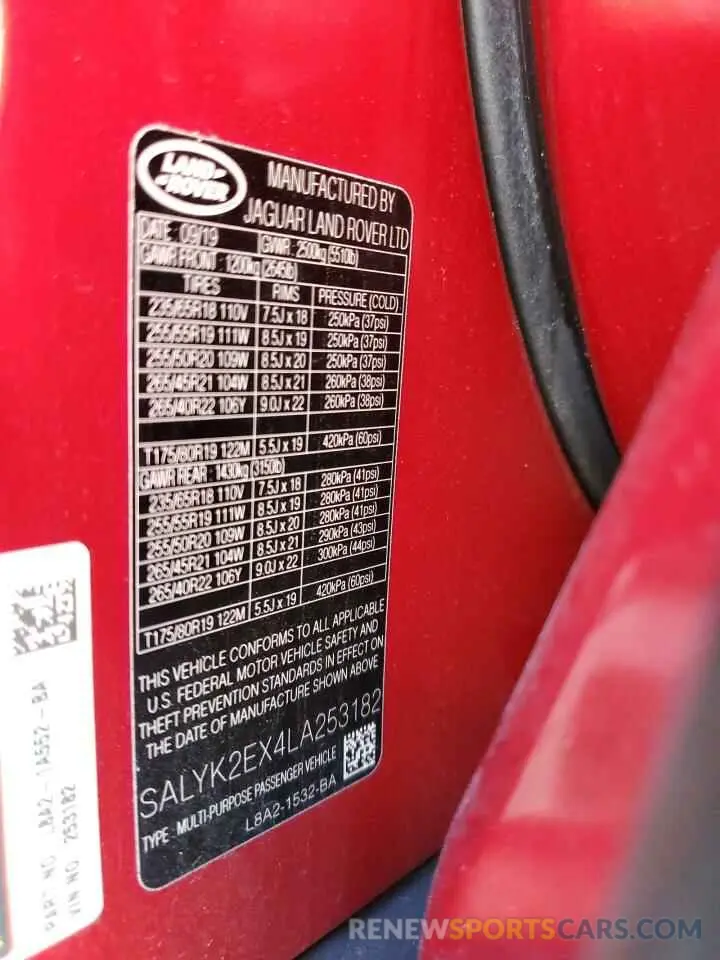 LAND ROVER
MANUFACTURED BY
JAGUAR LAND ROVER LTD
DATE : 09/19 GVWR : 2500kg (5510lb)
GAWR FRONT : 1200kg (2645lb)
TIRES RIMS PRESSURE (COLD)
235/65R18 110V 7.5J x 18 250kPa (37psi)
255/55R19 111W 8.5J x 19 250kPa (37psi)
255/50R20 109W 8.5J x 20 250kPa (37psi)
265/45R21 104W 8.5J x 21 260kPa (38psi)
265/40R22 106Y 9.0J x 22 260kPa (38psi)
T175/80R19 122M 5.5J x 19 420kPa (60psi)
GAWR REAR : 1430kg (3150lb)
235/65R18 110V 7.5J x 18 280kPa (41psi)
255/55R19 111W 8.5J x 19 280kPa (41psi)
255/50R20 109W 8.5J x 20 280kPa (41psi)
265/45R21 104W 8.5J x 21 290kPa (43psi)
265/40R22 106Y 9.0J x 22 300kPa (44psi)
T175/80R19 122M 5.5J x 19 420kPa (60psi)
THIS VEHICLE CONFORMS TO ALL APPLICABLE
U.S. FEDERAL MOTOR VEHICLE SAFETY AND
THEFT PREVENTION STANDARDS IN EFFECT ON
THE DATE OF MANUFACTURE SHOWN ABOVE
SALYK2EX4LA253182
TYPE : MULTI-PURPOSE PASSENGER VEHICLE
L8A2-1532-BA
PART NO L8A2-1A552-BA
VIN NO 253182
RENEWSPORTSCARS.COM